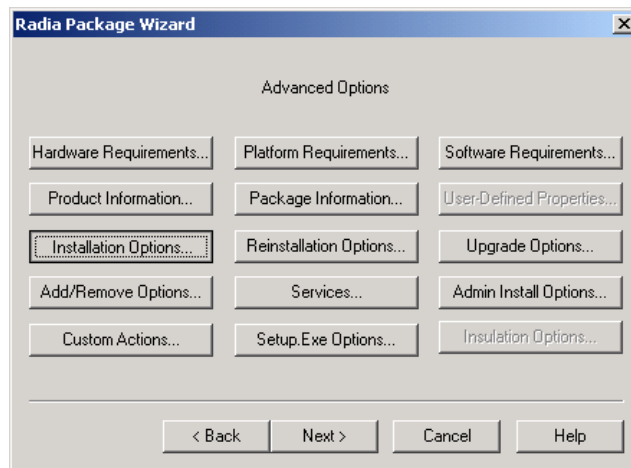 Radia Package Wizard
Advanced Options
Hardware Requirements... Platform Requirements... Software Requirements...
Product Information... Package Information... User-Defined Properties...
Installation Options... Reinstallation Options... Upgrade Options...
Add/Remove Options... Services... Admin Install Options...
Custom Actions... Setup.Exe Options... Insulation Options...
< Back Next > Cancel Help